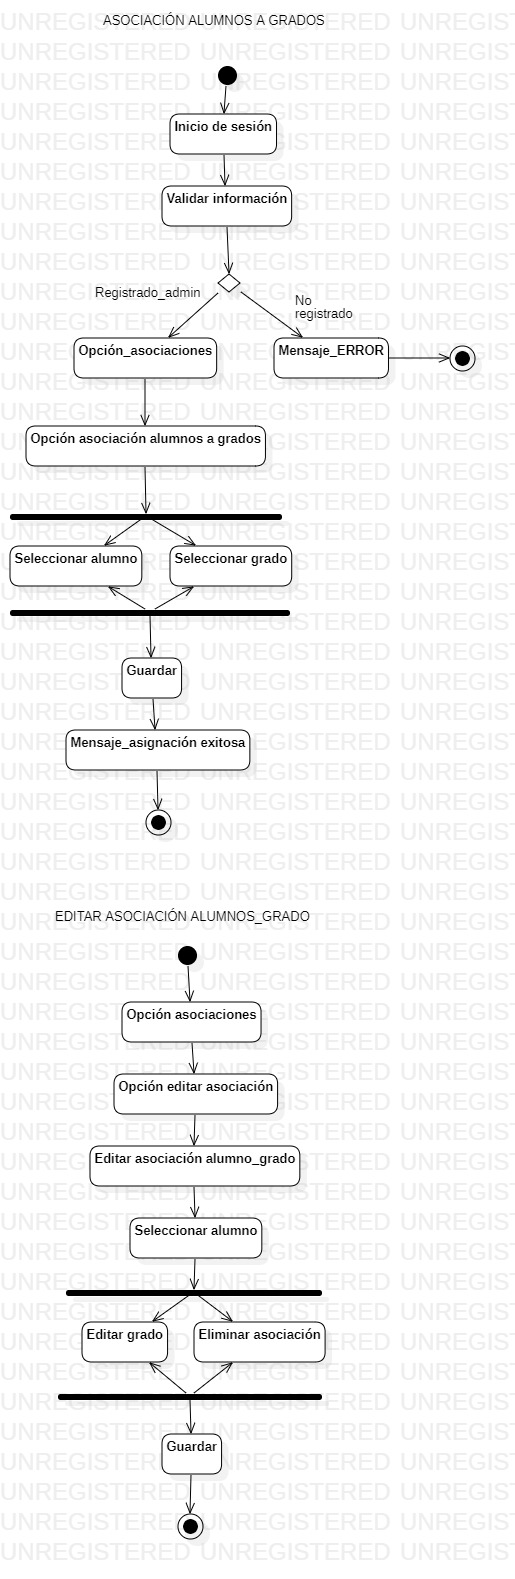 ASOCIACIÓN ALUMNOS A GRADOS
Inicio de sesión
Validar información
Registrado_admin
No
registrado
Opción_asociaciones
Mensaje_ERROR
Opción asociación alumnos a grados
Seleccionar alumno
Seleccionar grado
Guardar
Mensaje_asignación exitosa
EDITAR ASOCIACIÓN ALUMNOS_GRADO
Opción asociaciones
Opción editar asociación
Editar asociación alumno_grado
Seleccionar alumno
Editar grado
Eliminar asociación
Guardar
UNREGISTERED